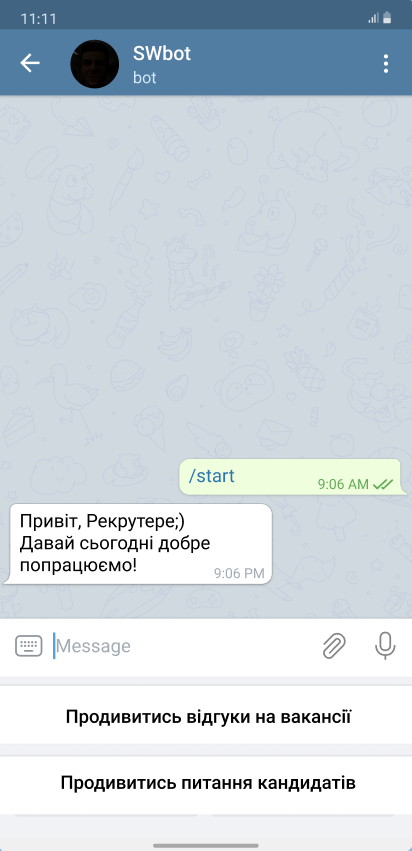 11:11
SWbot
bot
/start
9:06 AM
Привіт, Рекрутере;)
Давай сьогодні добре
попрацюємо!
9:06 PM
Message
Продивитись відгуки на вакансії
Продивитись питання кандидатів